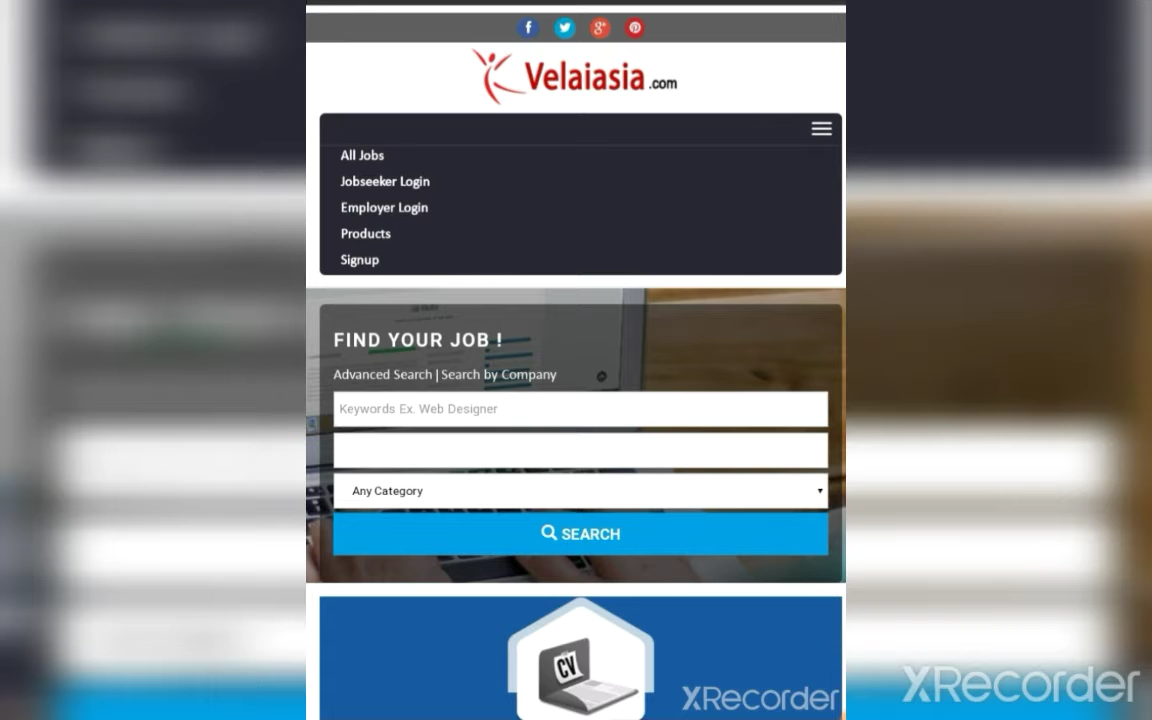 Velaiasia.com
All Jobs
Jobseeker Login
Employer Login
Products
Signup
FIND YOUR JOB !
Advanced Search | Search by Company
Keywords Ex. Web Designer
Any Category
SEARCH
CV
XRecorder
XRecorder